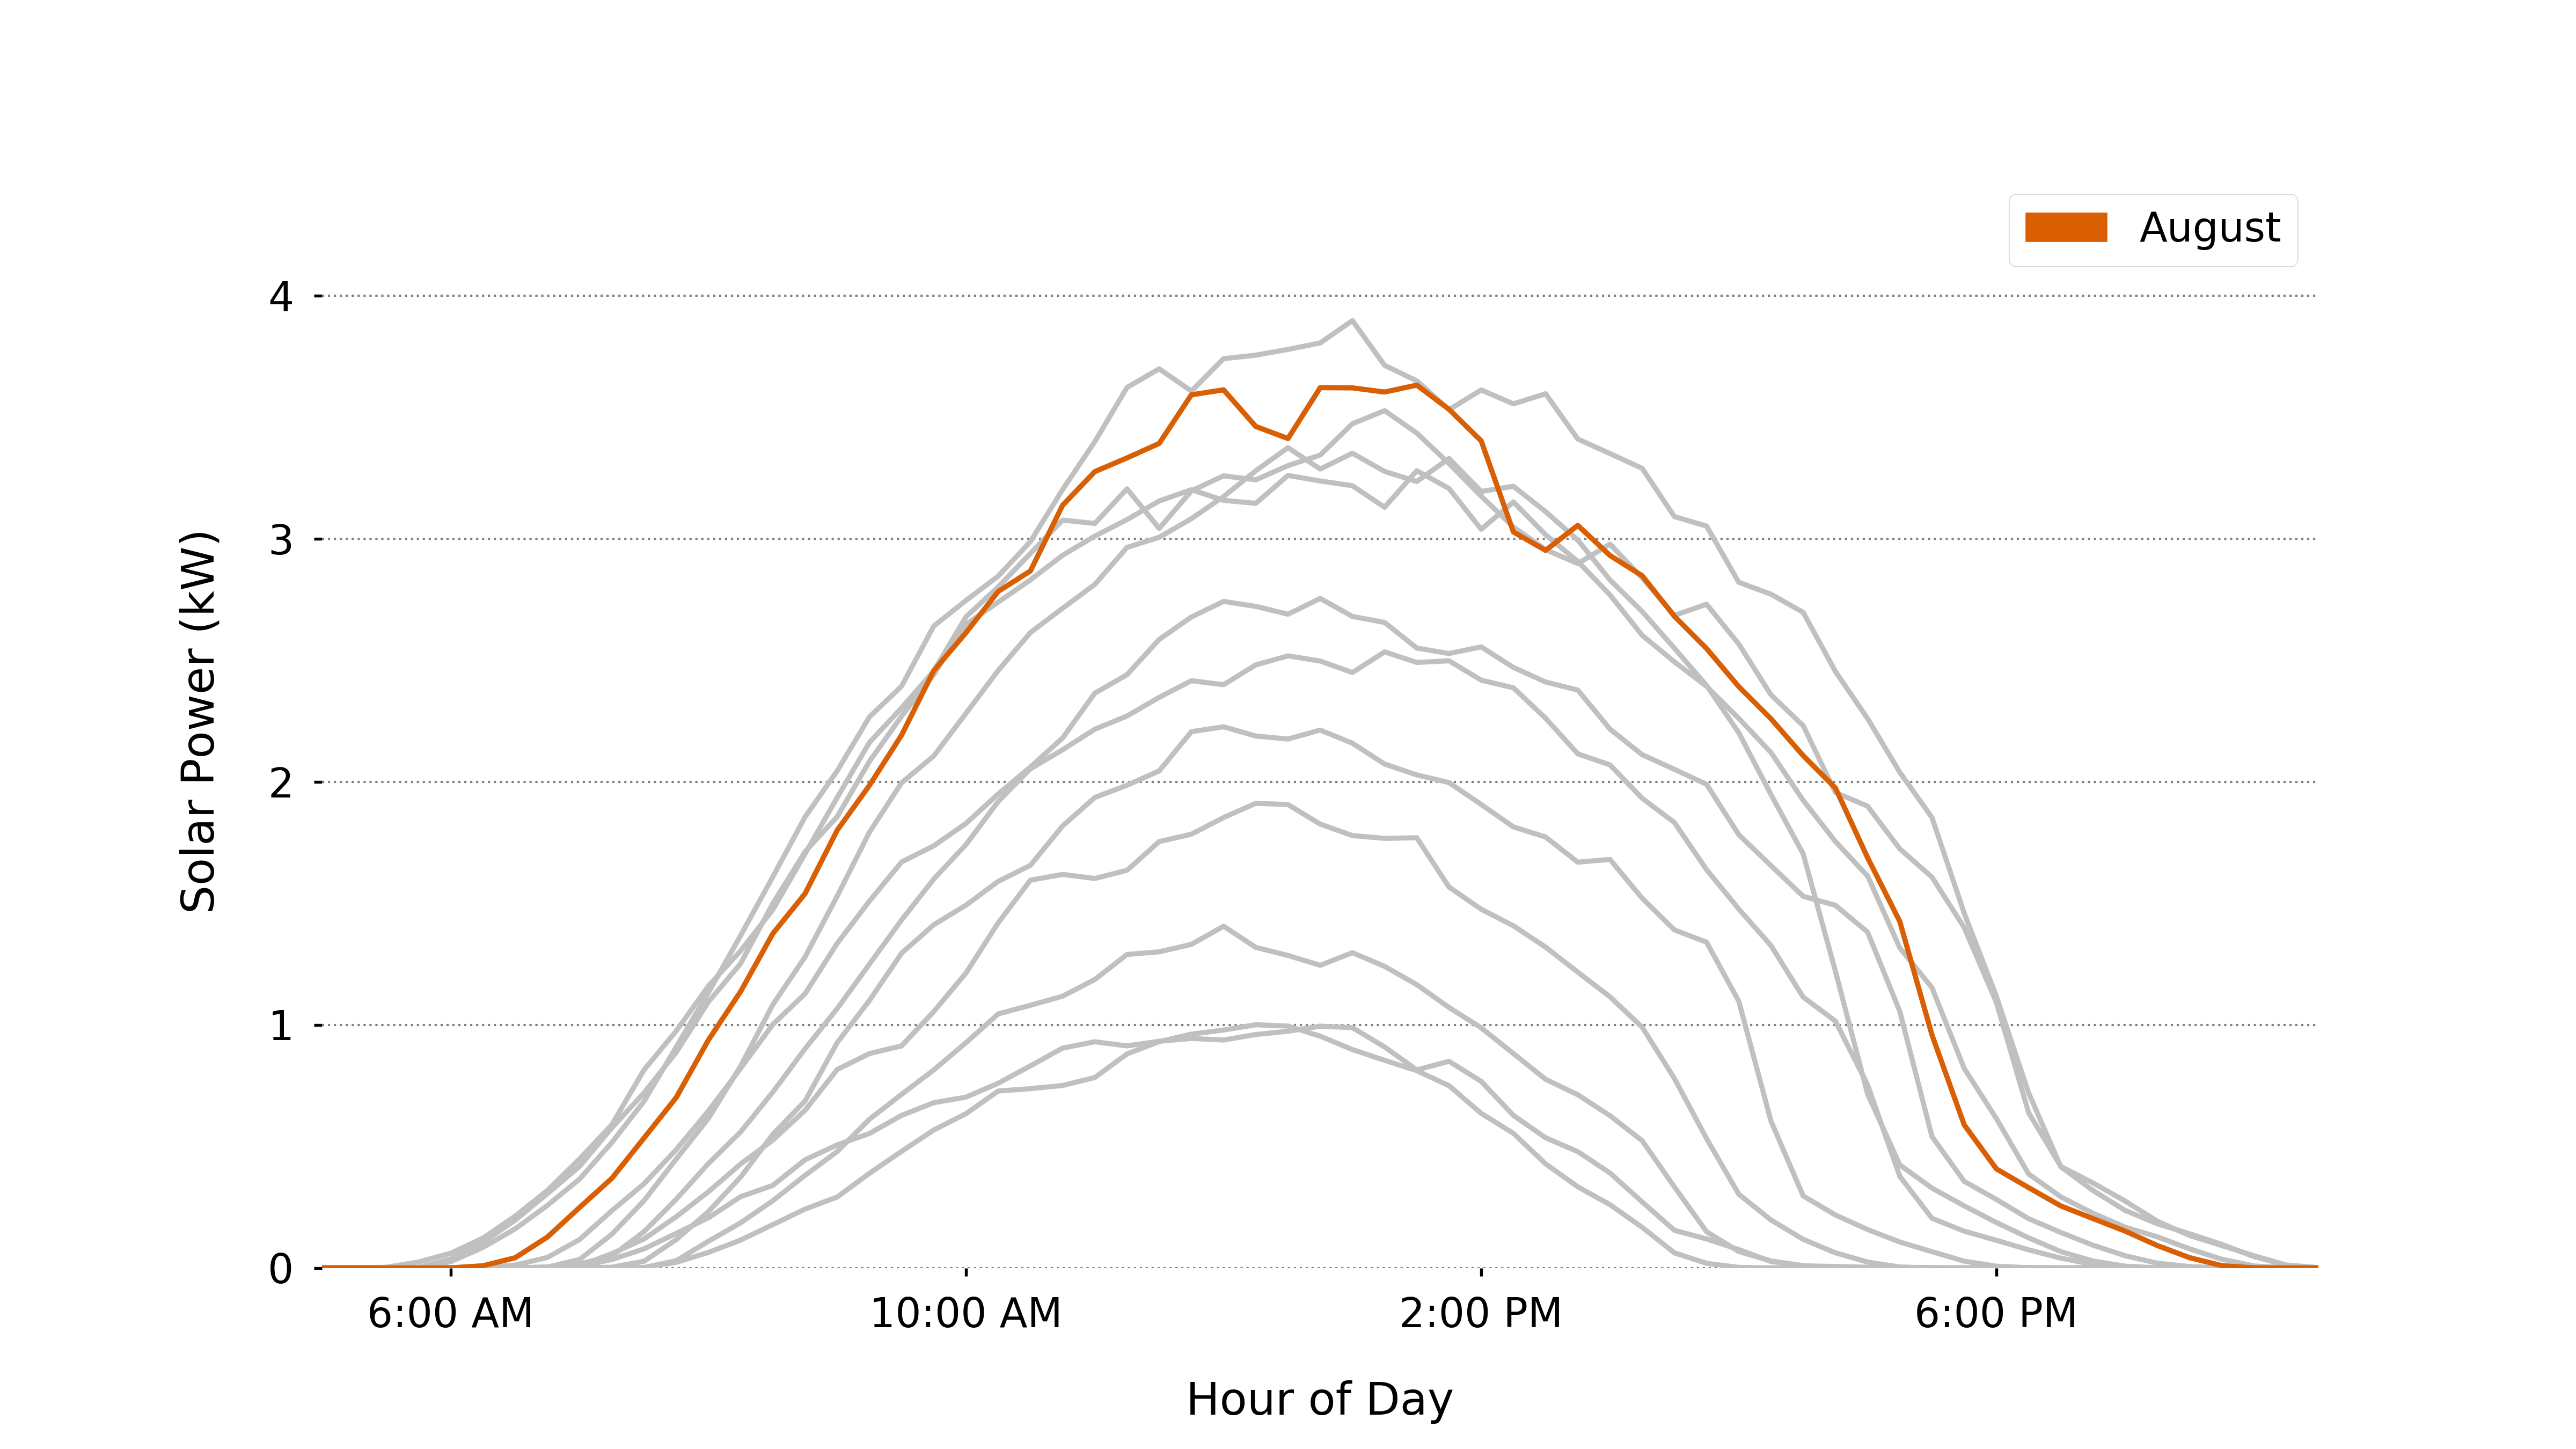 August
4
3
2
1
0
Solar Power (kW)
6:00 AM
10:00 AM
2:00 PM
6:00 PM
Hour of Day